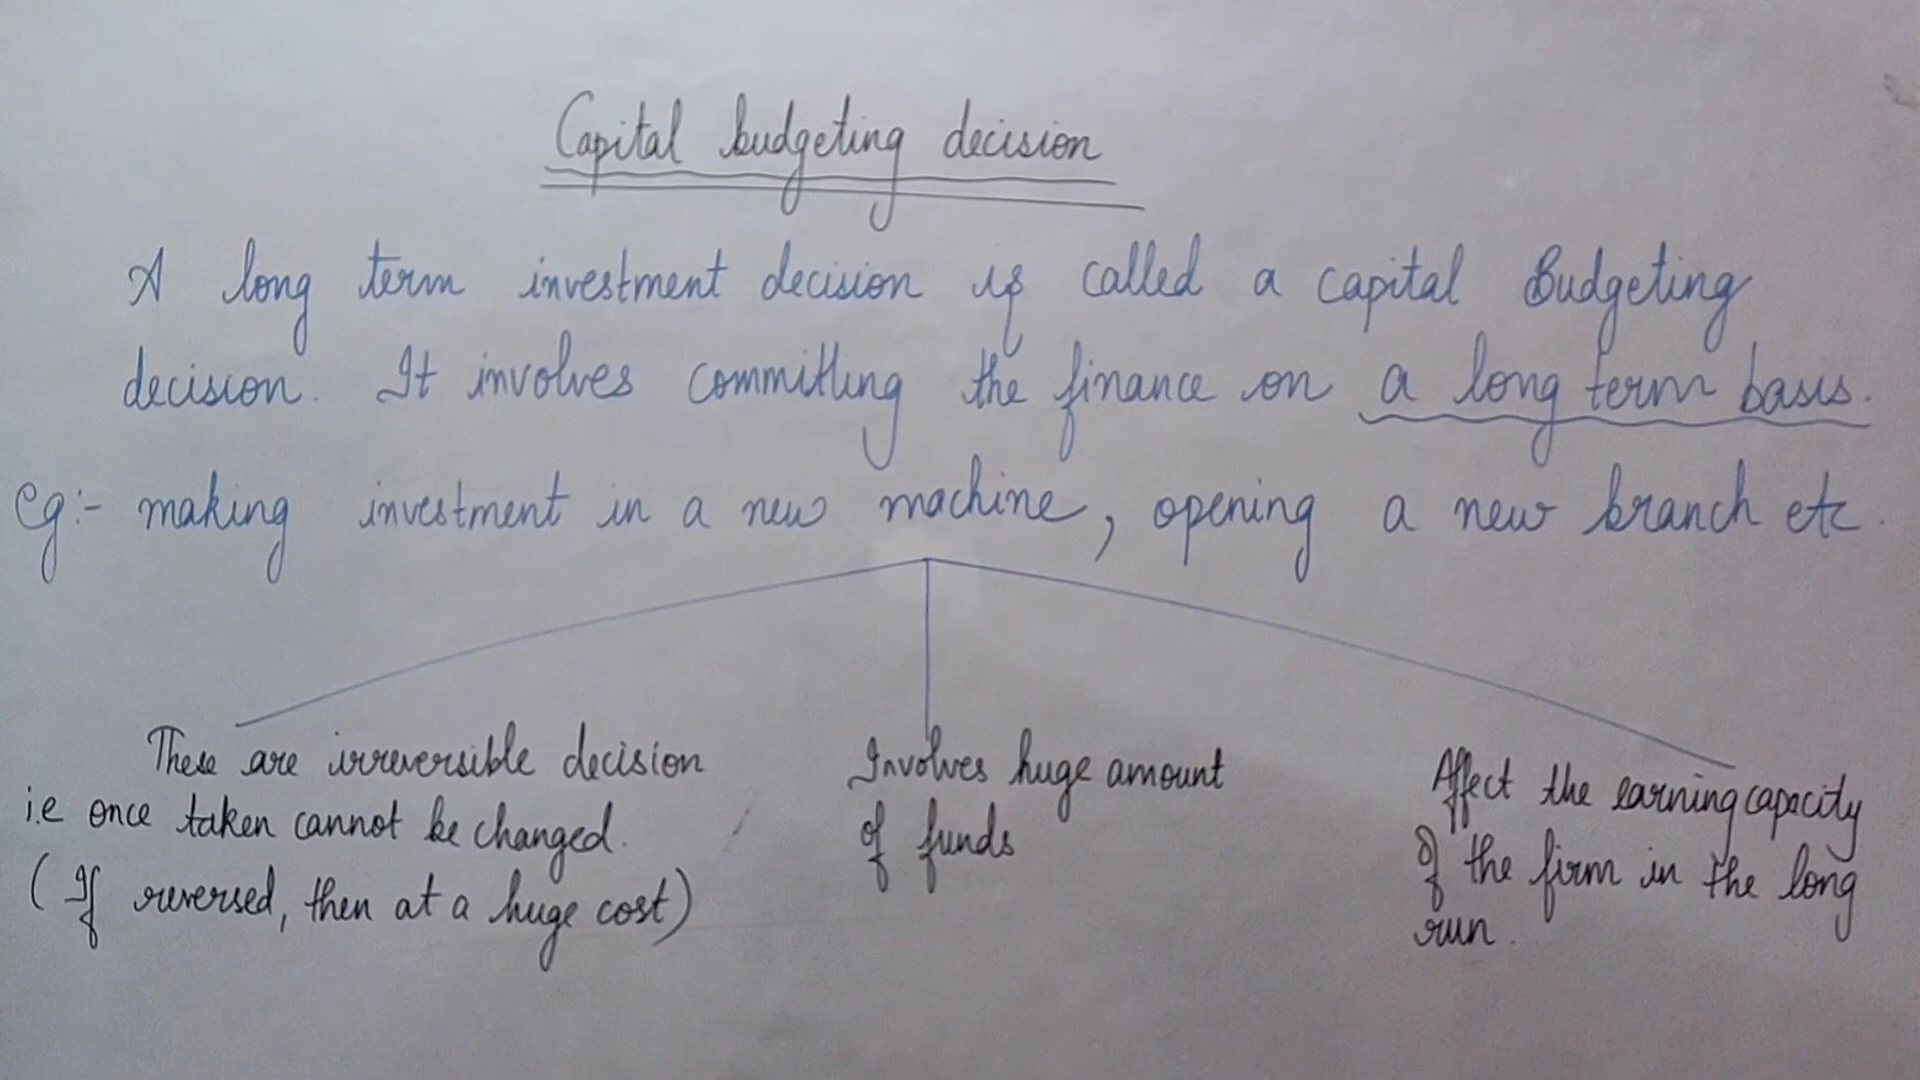 Capital budgeting decision
A long term investment decision is called a capital Budgeting
decision. It involves committing the finance on a long term basis.
eg:- making investment in a new machine, opening a new branch etc.
These are irreversible decision
i.e once taken cannot be changed.
(If reversed, then at a huge cost)
Involves huge amount
of funds
Affect the earning capacity
of the firm in the long
run.